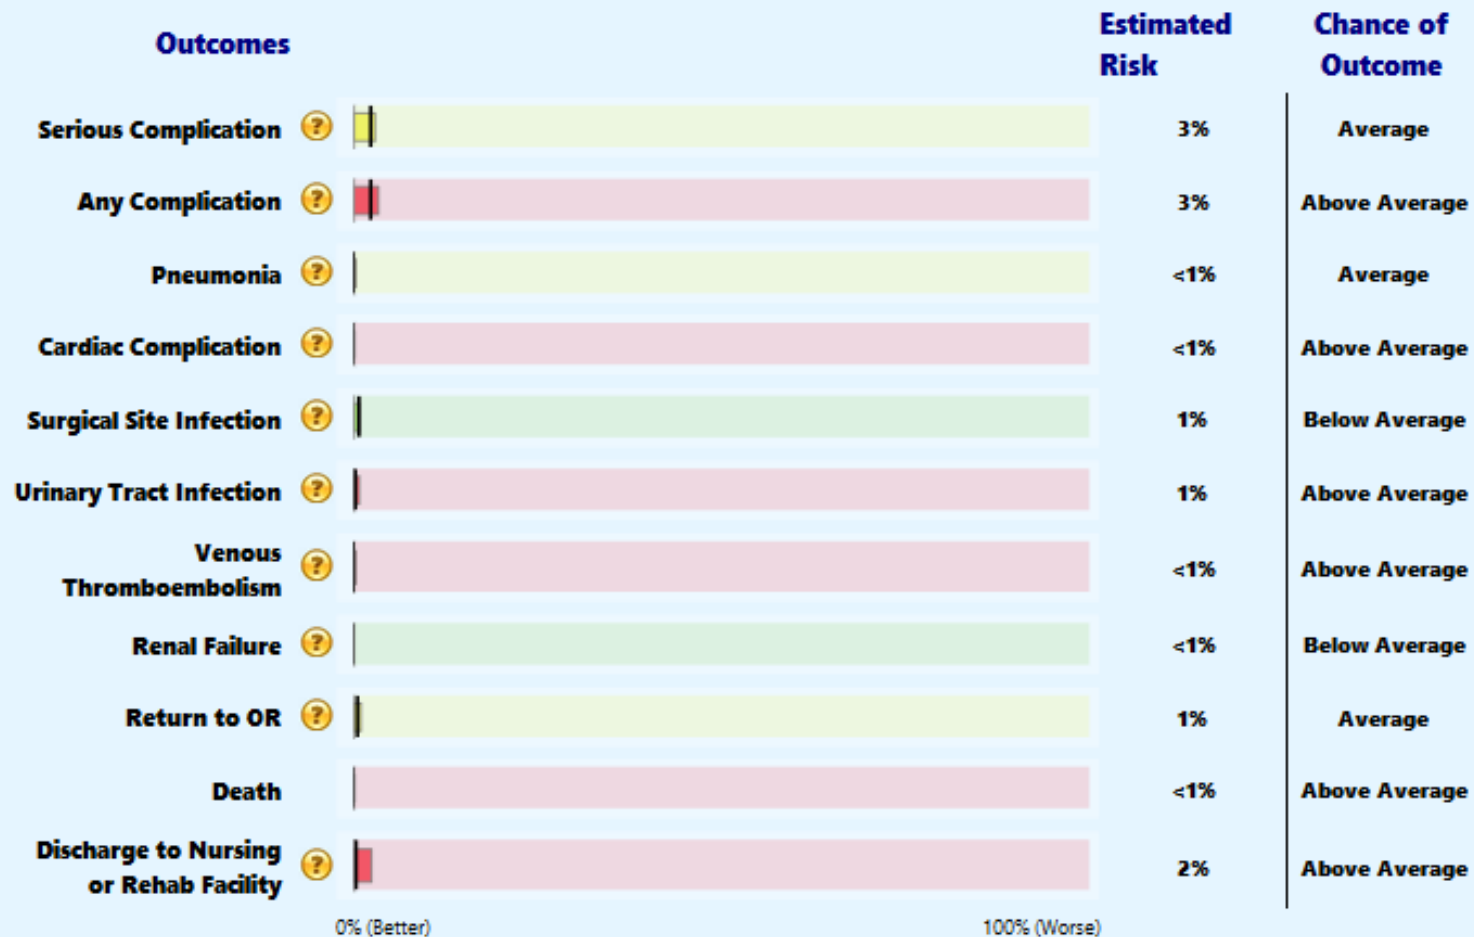 Outcomes
Estimated Risk
Chance of Outcome
Serious Complication ? 3% Average
Any Complication ? 3% Above Average
Pneumonia ? <1% Average
Cardiac Complication ? <1% Above Average
Surgical Site Infection ? 1% Below Average
Urinary Tract Infection ? 1% Above Average
Venous
Thromboembolism ? <1% Above Average
Renal Failure ? <1% Below Average
Return to OR ? 1% Average
Death <1% Above Average
Discharge to Nursing
or Rehab Facility ? 2% Above Average
0% (Better) 100% (Worse)